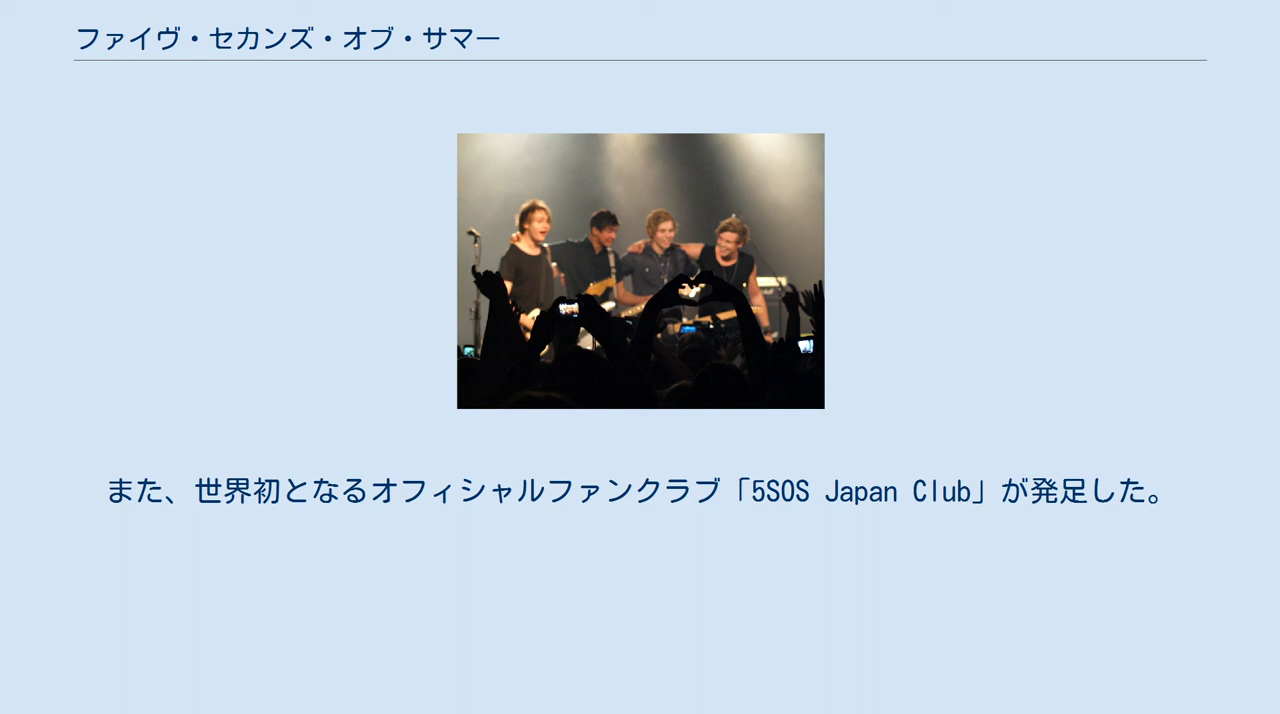 ファイヴ・セカンズ・オブ・サマー
また、世界初となるオフィシャルファンクラブ「5SOS Japan Club」が発足した。